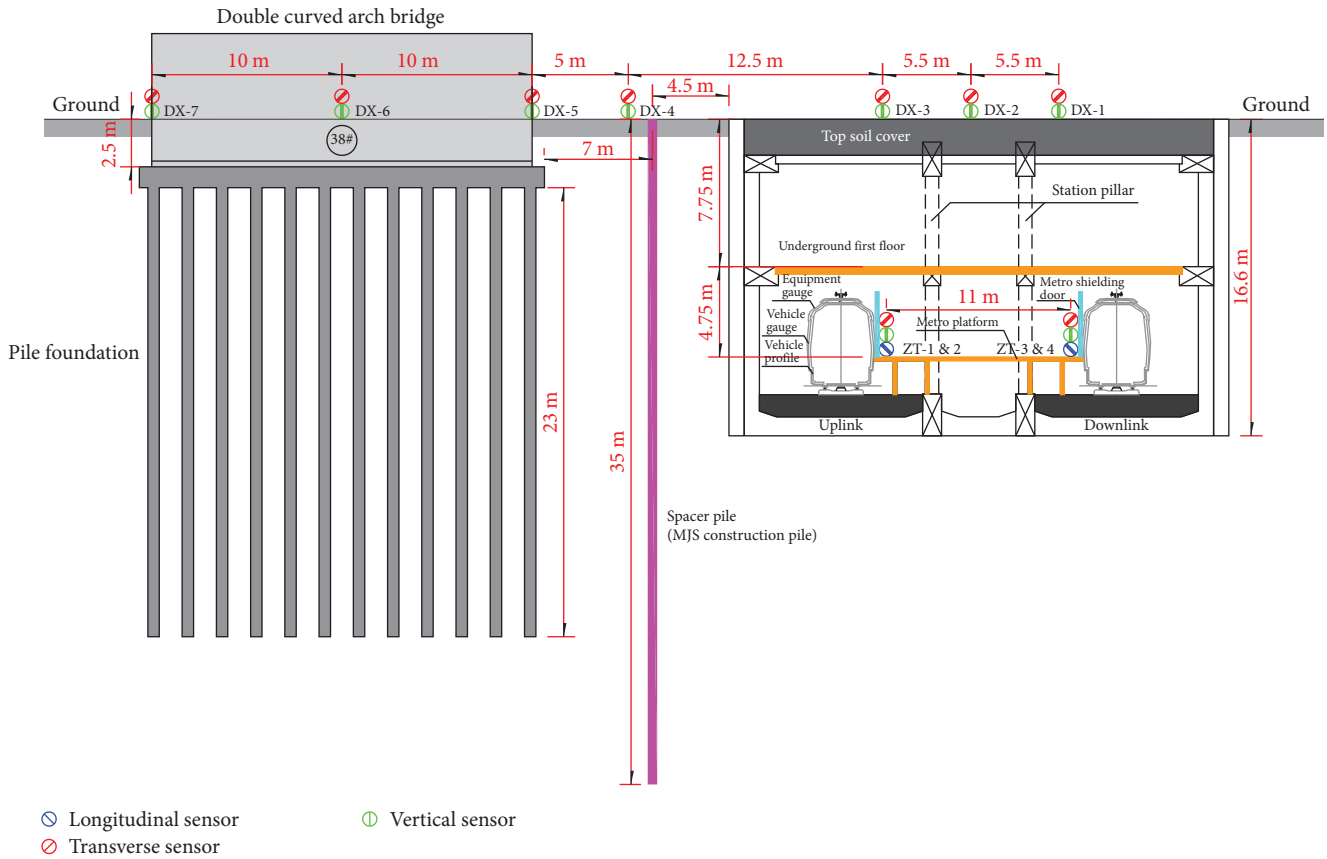 Double curved arch bridge
10 m
10 m
5 m
12.5 m
5.5 m
5.5 m
4.5 m
Ground
DX-7
DX-6
DX-5
DX-4
DX-3
DX-2
DX-1
Ground
2.5 m
38#
Top soil cover
7 m
7.75 m
Station pillar
Underground first floor
16.6 m
Equipment
gauge
11 m
Metro shielding
door
4.75 m
Vehicle
gauge
Metro platform
Vehicle
profile
ZT-1 & 2
ZT-3 & 4
Pile foundation
23 m
Uplink
Downlink
35 m
Spacer pile
(MJS construction pile)
Longitudinal sensor
Vertical sensor
Transverse sensor